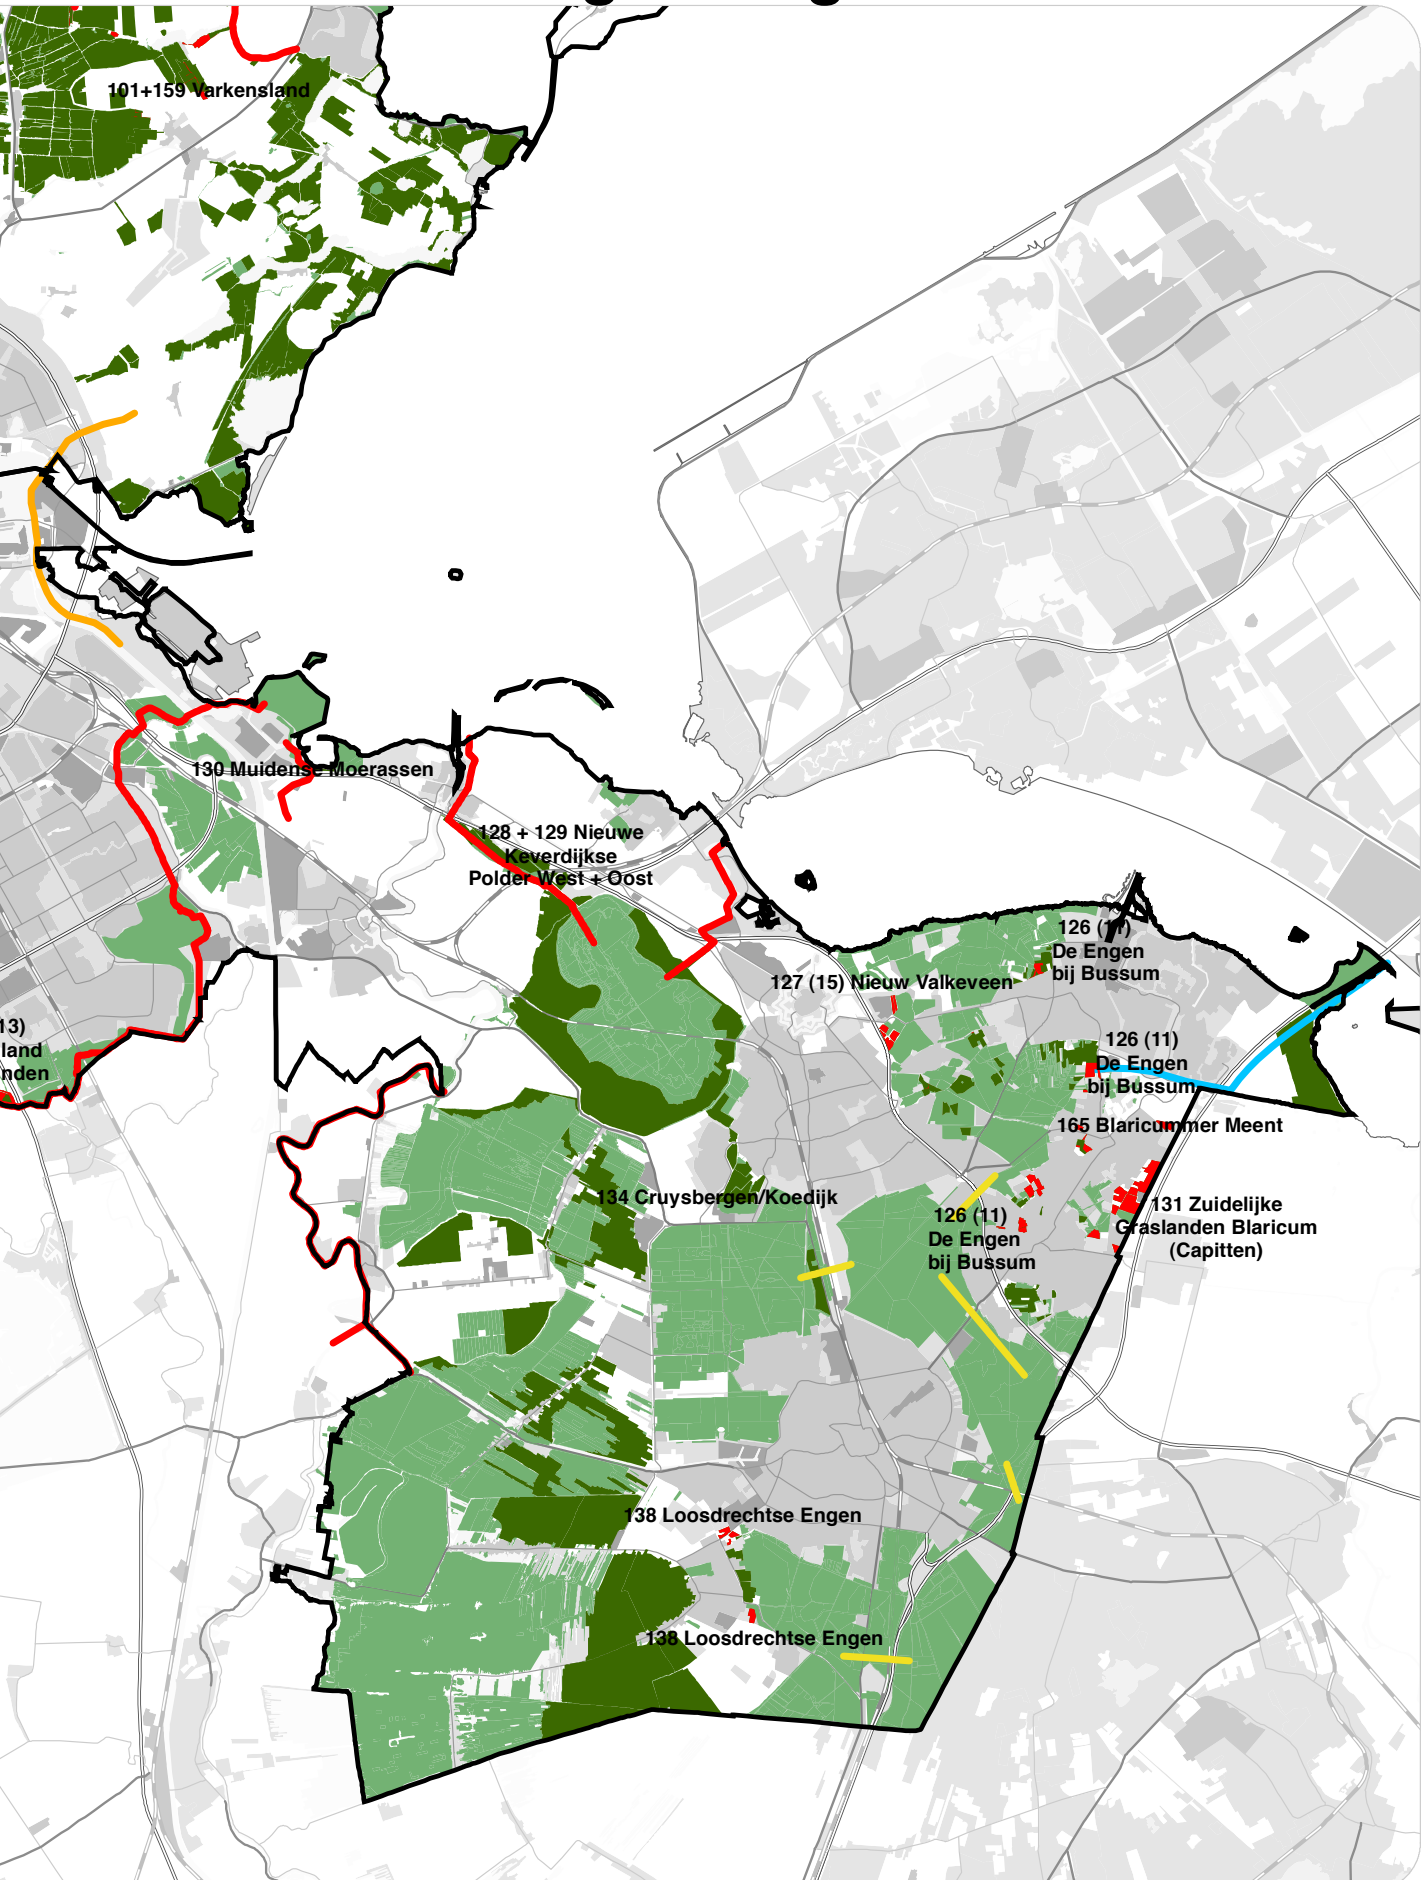 101+159 Varkensland
130 Muidense Moerassen
128 + 129 Nieuwe
Keverdijkse
Polder West + Oost
126 (11)
De Engen
bij Bussum
127 (15) Nieuw Valkeveen
13)
land
nden
126 (11)
De Engen
bij Bussum
165 Blaricummer Meent
134 Cruysbergen/Koedijk
131 Zuidelijke
Graslanden Blaricum
(Capitten)
126 (11)
De Engen
bij Bussum
138 Loosdrechtse Engen
138 Loosdrechtse Engen